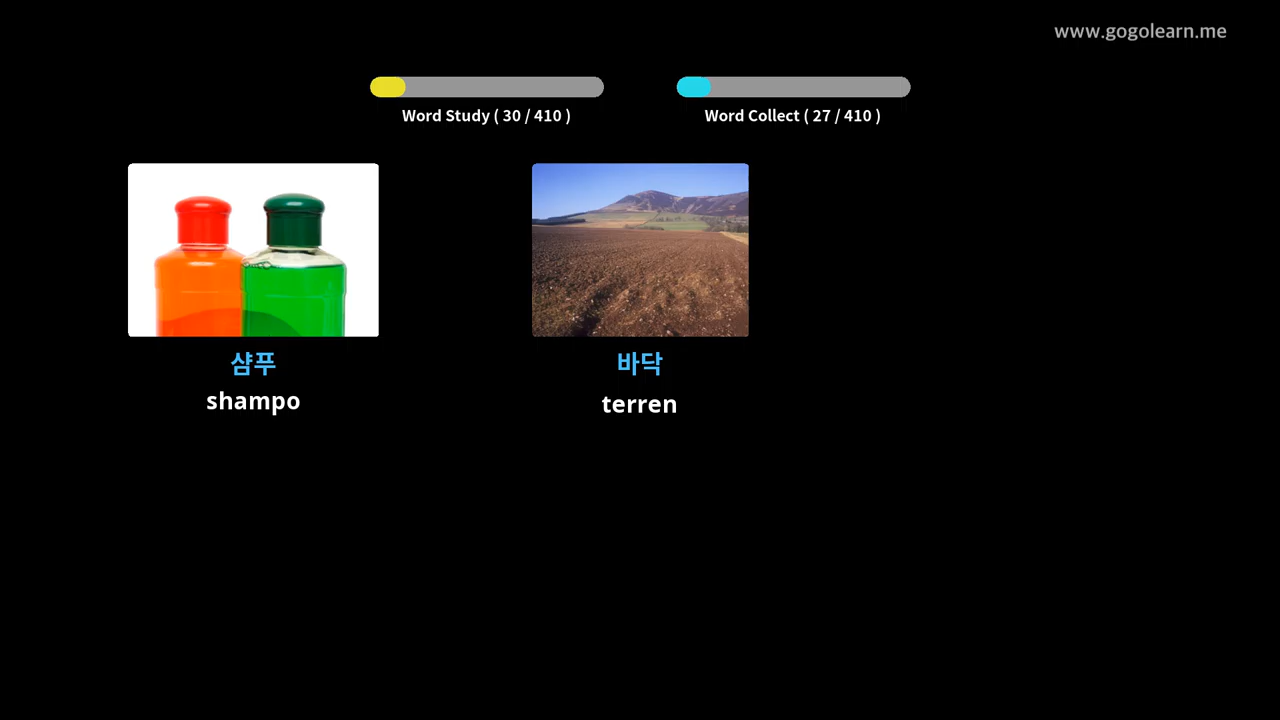 www.gogolearn.me
Word Study ( 30 / 410 )
Word Collect ( 27 / 410 )
샴푸
shampo
바닥
terren